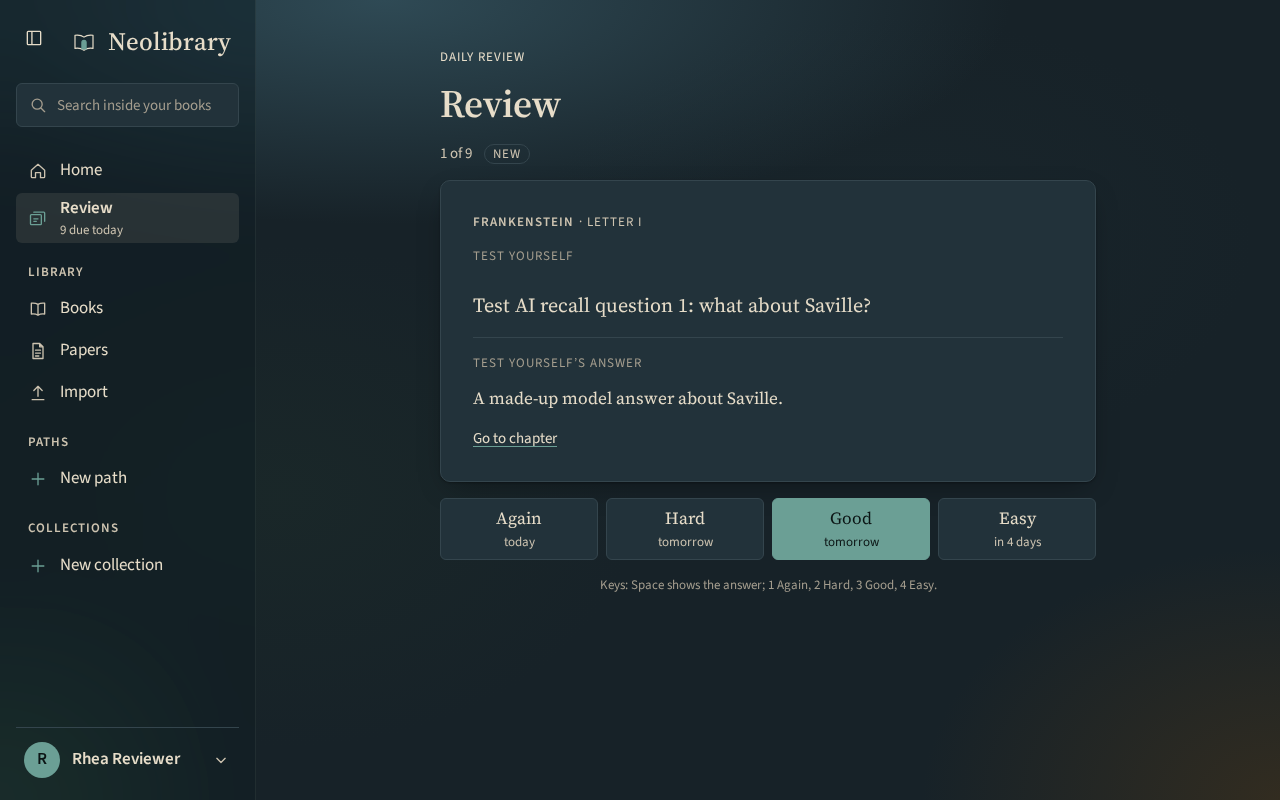 Neolibrary
Search inside your books
Home
Review
9 due today
LIBRARY
Books
Papers
Import
PATHS
New path
COLLECTIONS
New collection
R
Rhea Reviewer
DAILY REVIEW
Review
1 of 9 NEW
FRANKENSTEIN · LETTER I
TEST YOURSELF
Test AI recall question 1: what about Saville?
TEST YOURSELF’S ANSWER
A made-up model answer about Saville.
Go to chapter
Again
today
Hard
tomorrow
Good
tomorrow
Easy
in 4 days
Keys: Space shows the answer; 1 Again, 2 Hard, 3 Good, 4 Easy.